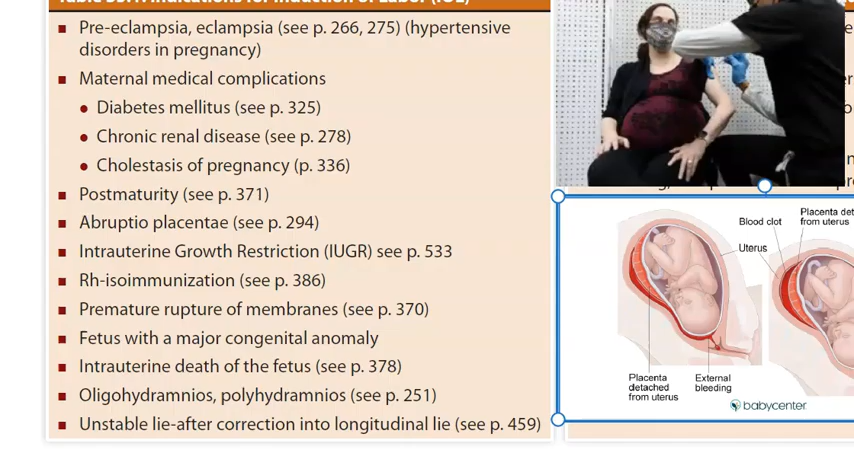 Pre-eclampsia, eclampsia (see p. 266, 275) (hypertensive
disorders in pregnancy)
Maternal medical complications
Diabetes mellitus (see p. 325)
Chronic renal disease (see p. 278)
Cholestasis of pregnancy (p. 336)
Postmaturity (see p. 371)
Abruptio placentae (see p. 294)
Intrauterine Growth Restriction (IUGR) see p. 533
Rh-isoimmunization (see p. 386)
Premature rupture of membranes (see p. 370)
Fetus with a major congenital anomaly
Intrauterine death of the fetus (see p. 378)
Oligohydramnios, polyhydramnios (see p. 251)
Unstable lie-after correction into longitudinal lie (see p. 459)
Placenta det
from uterus
Blood clot
Uterus
Placenta
detached
from uterus
External
bleeding
babycenter